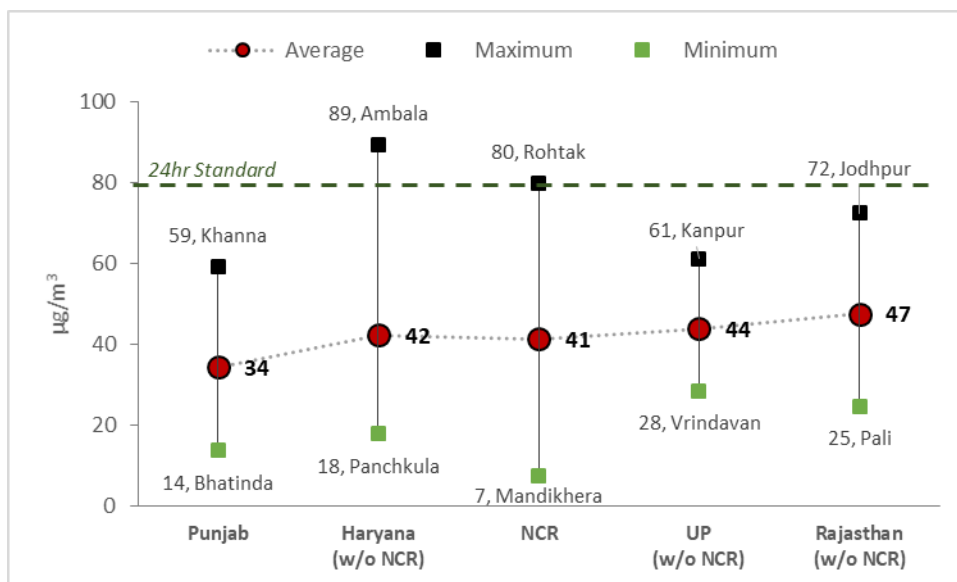 Average Maximum Minimum
100
89, Ambala
80, Rohtak
24hr Standard
80
72, Jodhpur
59, Khanna
61, Kanpur
60
µg/m³
42
41
44
47
40
34
20
28, Vrindavan
25, Pali
18, Panchkula
14, Bhatinda
7, Mandikhera
0
Punjab
Haryana
(w/o NCR)
NCR
UP
(w/o NCR)
Rajasthan
(w/o NCR)